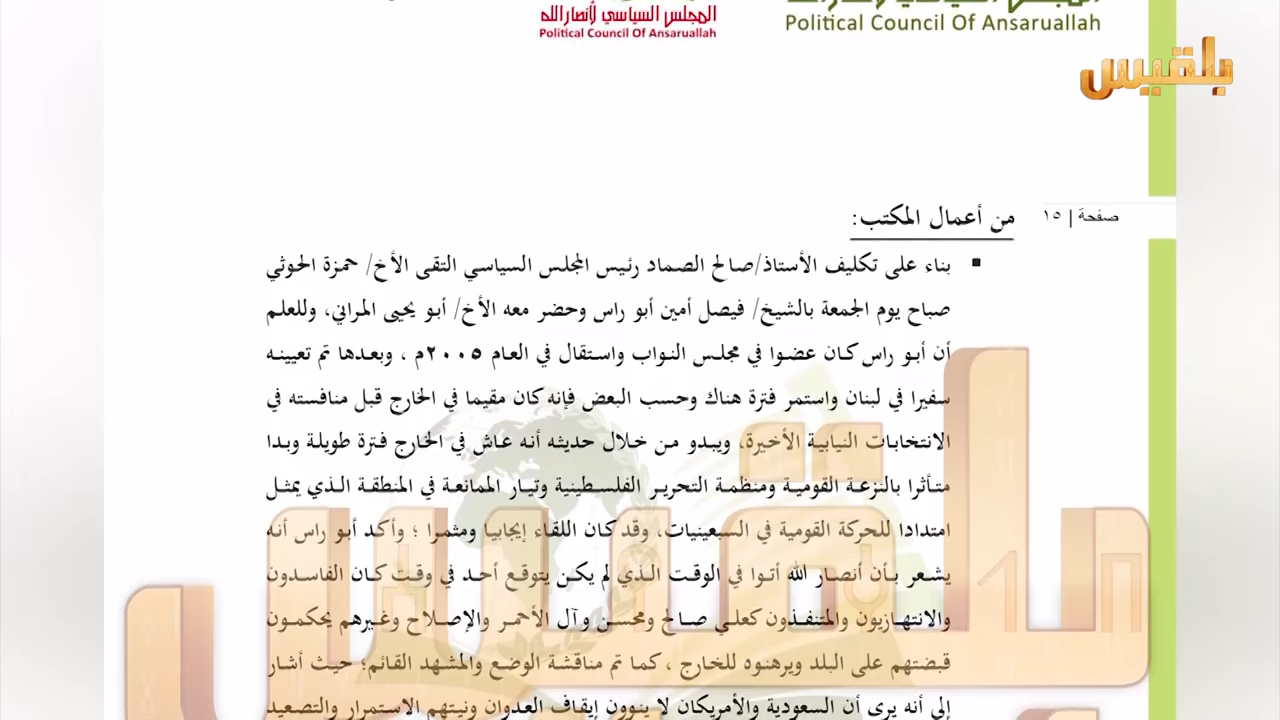 المجلس السياسي لأنصار الله
Political Council Of Ansaruallah
Political Council Of Ansaruallah
بلقيس
صفحة | ١٥
من أعمال المكتب:
▪ بناء على تكليف الأستاذ/صالح الصماد رئيس المجلس السياسي التقى الأخ/ حمزة الحوثي
صباح يوم الجمعة بالشيخ/ فيصل أمين أبو راس وحضر معه الأخ/ أبو يحيى المراني، وللعلم
أن أبو راس كان عضوا في مجلس النواب واستقال في العام ٢٠٠٥م ، وبعدها تم تعيينه
سفيرا في لبنان واستمر فترة هناك وحسب البعض فإنه كان مقيما في الخارج قبل منافسته في
الانتخابات النيابية الأخيرة، ويبدو من خلال حديثه أنه عاش في الخارج فترة طويلة وبدا
متأثرا بالنزعة القومية ومنظمة التحرير الفلسطينية وتيار الممانعة في المنطقة الذي يمثل
امتدادا للحركة القومية في السبعينيات، وقد كان اللقاء إيجابيا ومثمرا ؛ وأكد أبو راس أنه
يشعر بأن أنصار الله أتوا في الوقت الذي لم يكن يتوقع أحد في وقت كان الفاسدون
والانتهازيون والمتنفذون كعلي صالح ومحسن وآل الأحمر والإصلاح وغيرهم يحكمون
قبضتهم على البلد ويرهنوه للخارج ، كما تم مناقشة الوضع والمشهد القائم؛ حيث أشار
إلى أنه يرى أن السعودية والأمريكان لا ينوون إيقاف العدوان ونيتهم الاستمرار والتصعيد
بلقيس